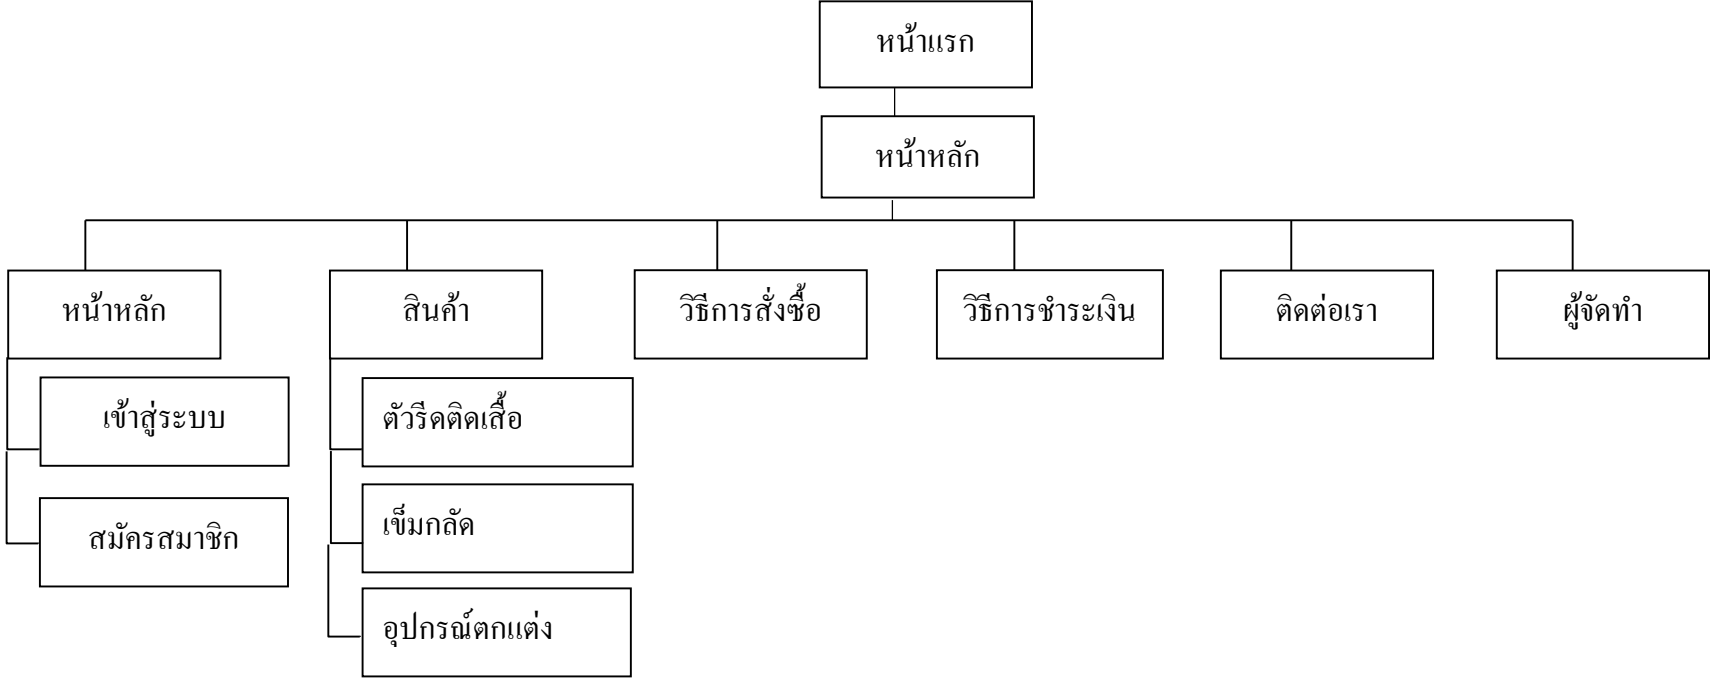 หน้าแรก
หน้าหลัก
หน้าหลัก
สินค้า
วิธีการสั่งซื้อ
วิธีการชำระเงิน
ติดต่อเรา
ผู้จัดทำ
เข้าสู่ระบบ
สมัครสมาชิก
ตัวรีดติดเสื้อ
เข็มกลัด
อุปกรณ์ตกแต่ง